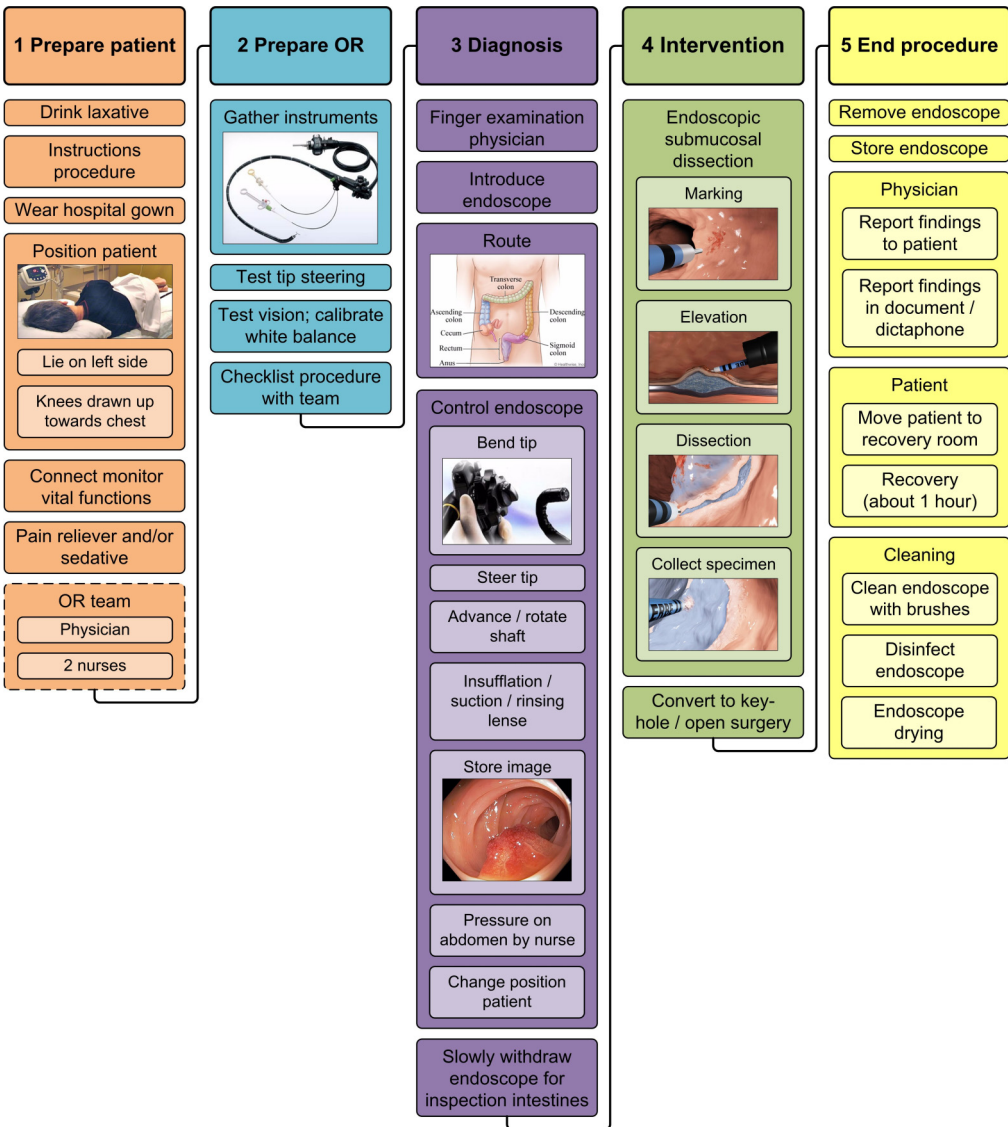 1 Prepare patient
Drink laxative
Instructions
procedure
Wear hospital gown
Position patient
Lie on left side
Knees drawn up
towards chest
Connect monitor
vital functions
Pain reliever and/or
sedative
OR team
Physician
2 nurses
2 Prepare OR
Gather instruments
Test tip steering
Test vision; calibrate
white balance
Checklist procedure
with team
3 Diagnosis
Finger examination
physician
Introduce
endoscope
Route
Transverse
colon
Ascending
colon
Descending
colon
Cecum
Rectum
Sigmoid
colon
Anus
Control endoscope
Bend tip
Steer tip
Advance / rotate
shaft
Insufflation /
suction / rinsing
lense
Store image
Pressure on
abdomen by nurse
Change position
patient
Slowly withdraw
endoscope for
inspection intestines
4 Intervention
Endoscopic
submucosal
dissection
Marking
Elevation
Dissection
Collect specimen
Convert to key-
hole / open surgery
5 End procedure
Remove endoscope
Store endoscope
Physician
Report findings
to patient
Report findings
in document /
dictaphone
Patient
Move patient to
recovery room
Recovery
(about 1 hour)
Cleaning
Clean endoscope
with brushes
Disinfect
endoscope
Endoscope
drying